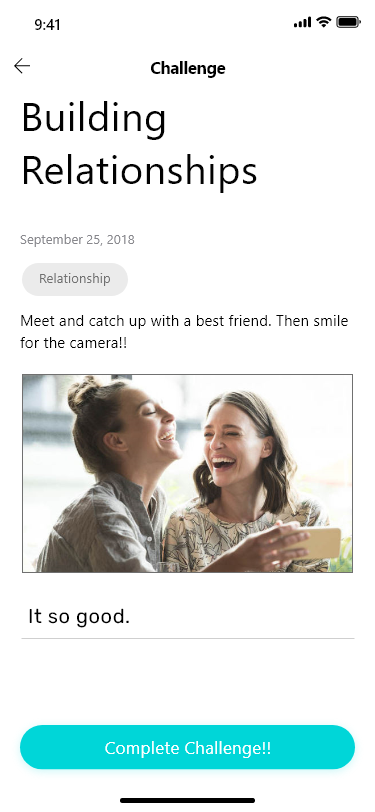 9:41
Challenge
Building
Relationships
September 25, 2018
Relationship
Meet and catch up with a best friend. Then smile
for the camera!!
It so good.
Complete Challenge!!